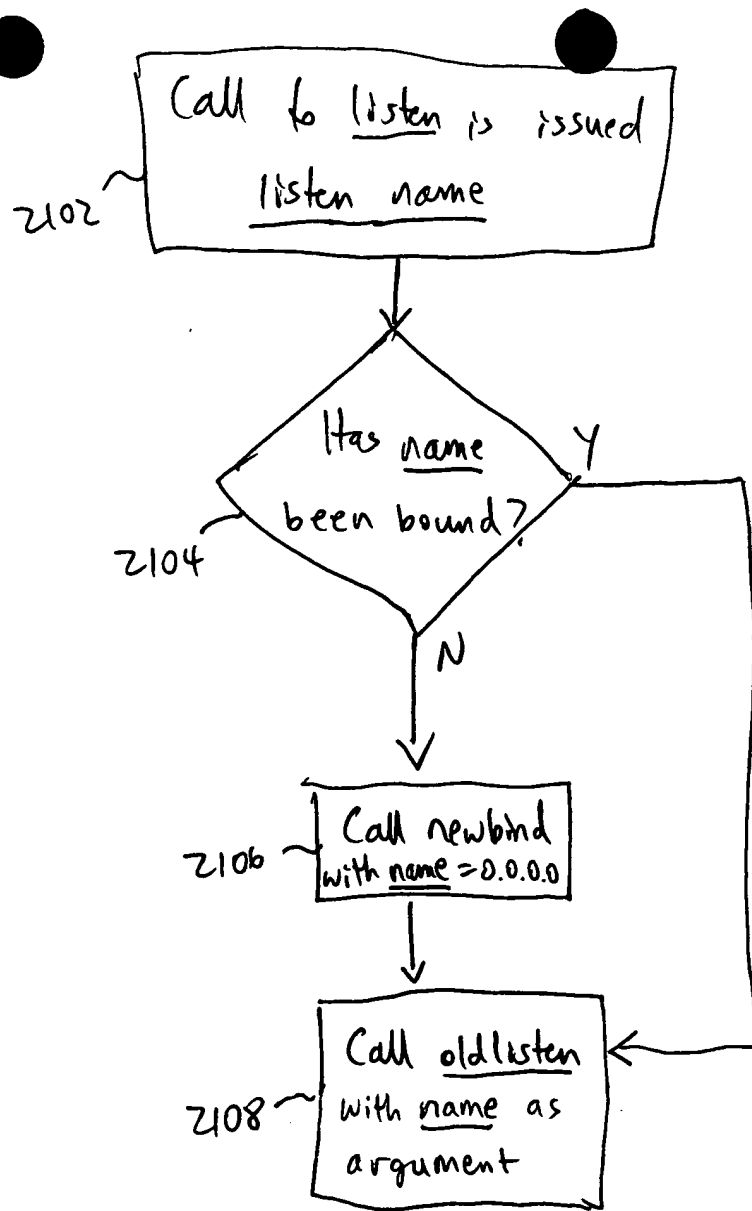 Call to listen is issued
listen name
2102
Has name
been bound?
Y
2104
N
Call newbind
with name = 0.0.0.0
2106
Call oldlisten
with name as
argument
2108